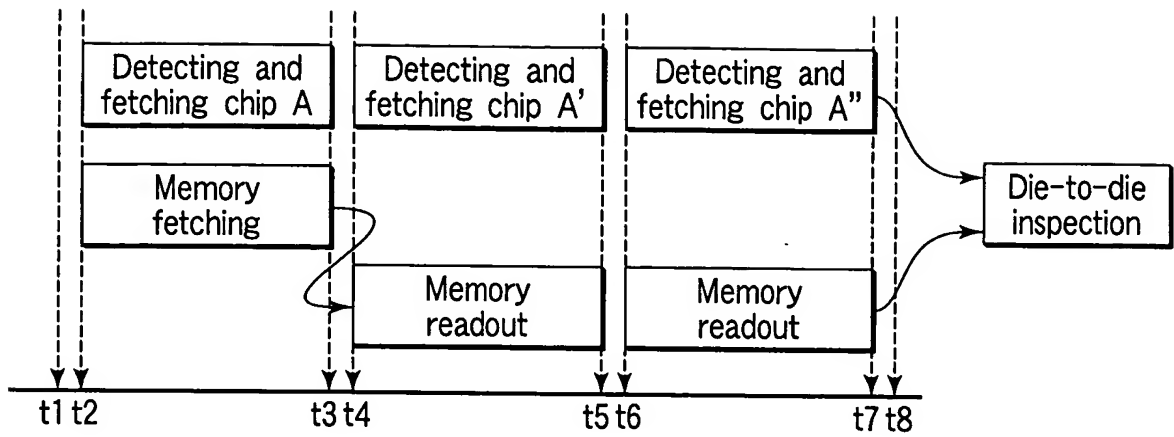 Detecting and
fetching chip A
Detecting and
fetching chip A'
Detecting and
fetching chip A"
Memory
fetching
Die-to-die
inspection
Memory
readout
Memory
readout
t1 t2 t3 t4 t5 t6 t7 t8